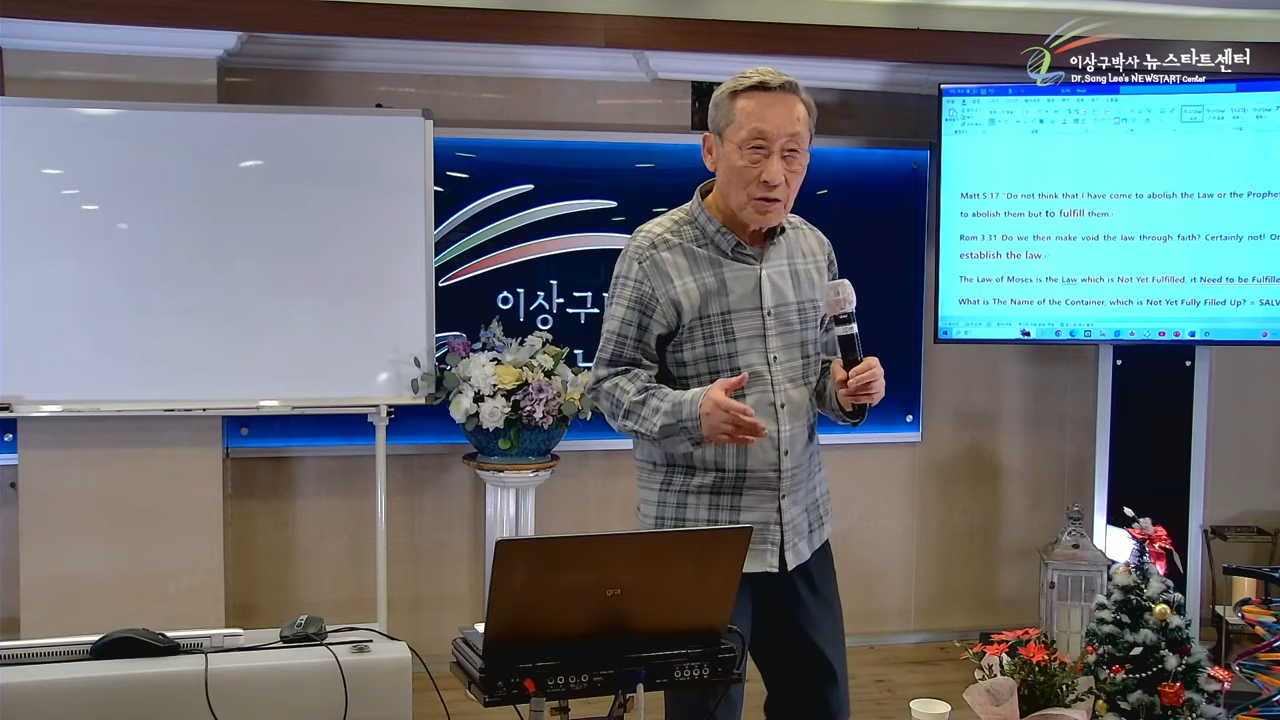 이상구박사 뉴스타트센터
Dr. Sang Lee's NEWSTART Center
이상구
Matt 5:17 "Do not think that I have come to abolish the Law or the Prophe
to abolish them but to fulfill them.
Rom 3:31 Do we then make void the law through faith? Certainly not! On
establish the law
The Law of Moses is the Law which is Not Yet Fulfilled, it Need to be Fulfille
What is The Name of the Container, which is Not Yet Fully Filled Up? = SALV
gra